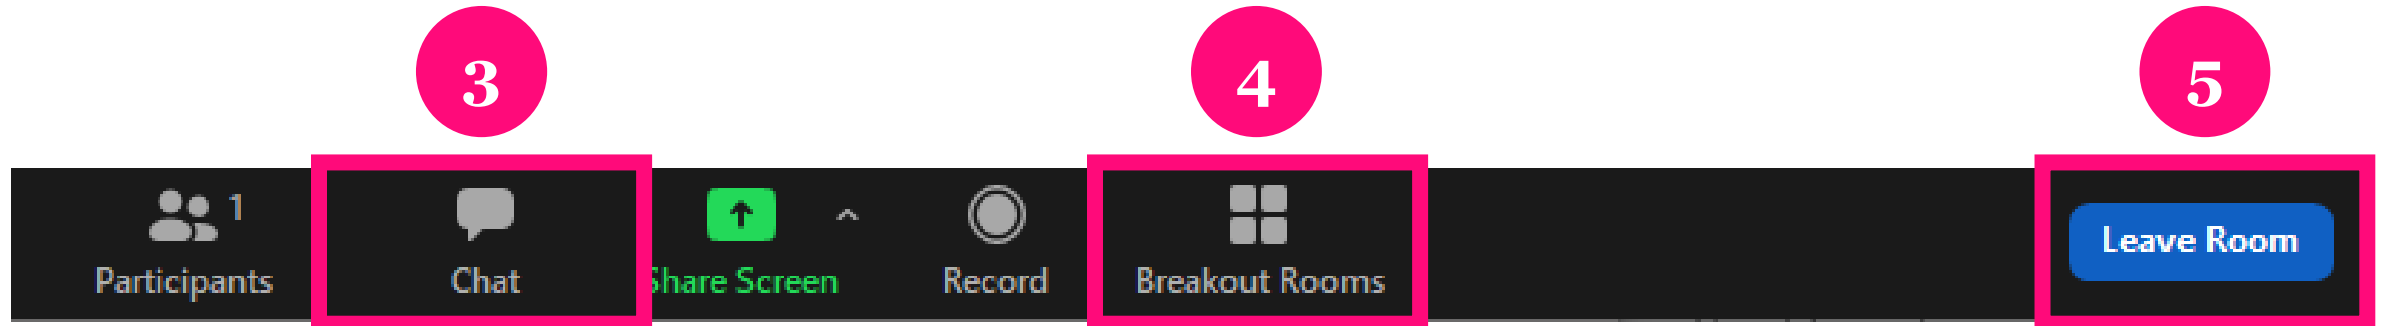 3
4
5
1
Participants
Chat
Share Screen
Record
Breakout Rooms
Leave Room